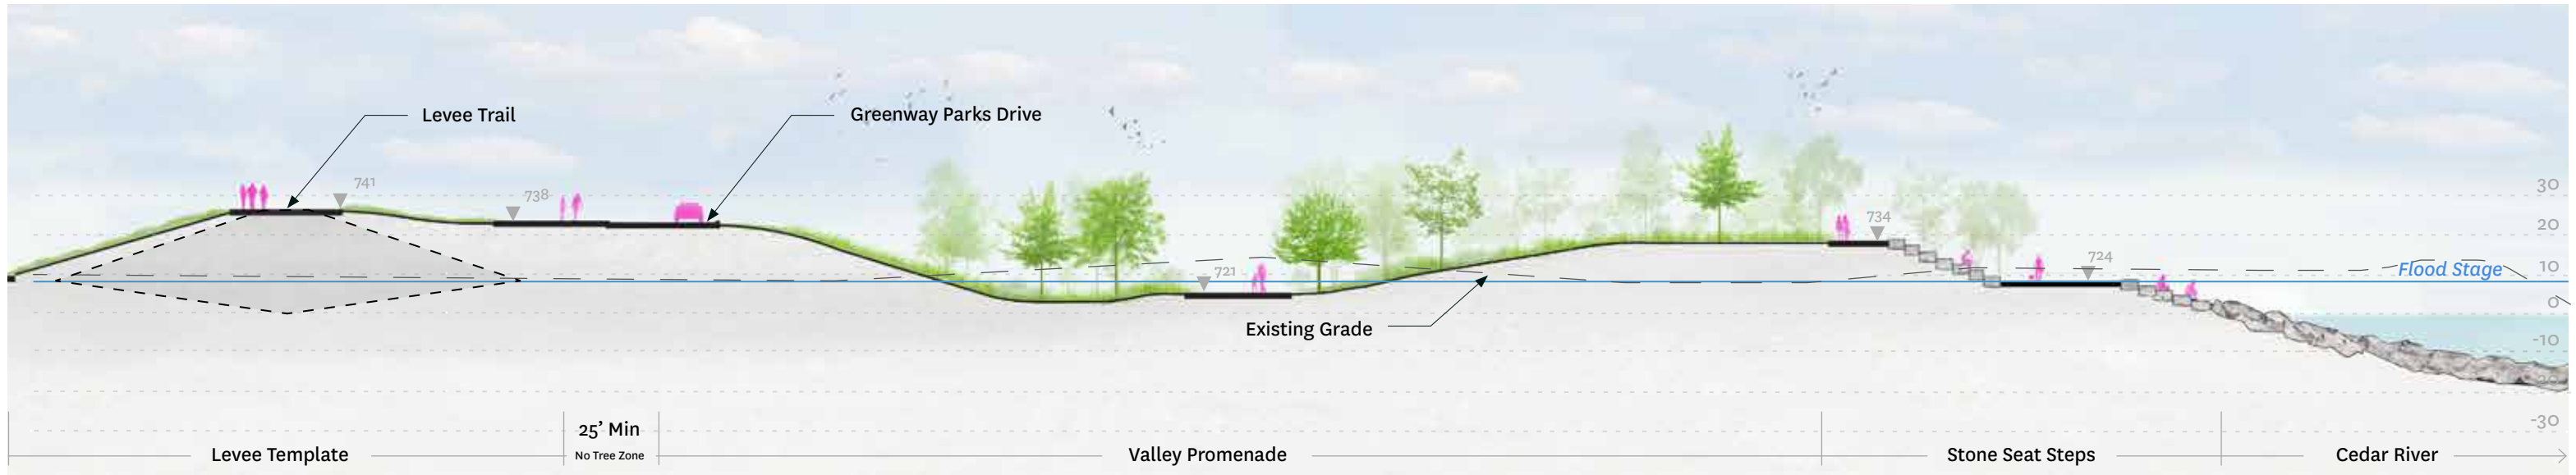 Levee Trail
Greenway Parks Drive
741
738
721
734
724
30
20
10
Flood Stage
0
-10
-30
Existing Grade
25’ Min
No Tree Zone
Levee Template
Valley Promenade
Stone Seat Steps
Cedar River